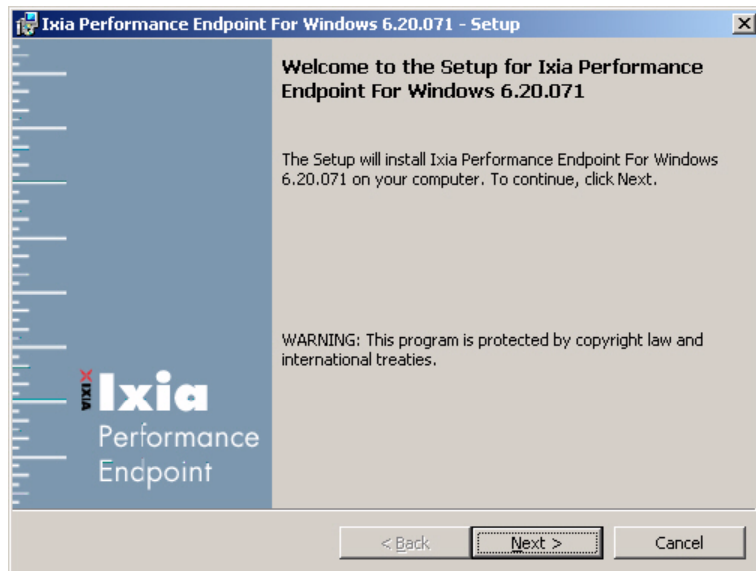 Ixia Performance Endpoint For Windows 6.20.071 - Setup
Welcome to the Setup for Ixia Performance
Endpoint For Windows 6.20.071
The Setup will install Ixia Performance Endpoint For Windows
6.20.071 on your computer. To continue, click Next.
WARNING: This program is protected by copyright law and
international treaties.
IXIA
Ixia
Performance
Endpoint
< Back
Next >
Cancel